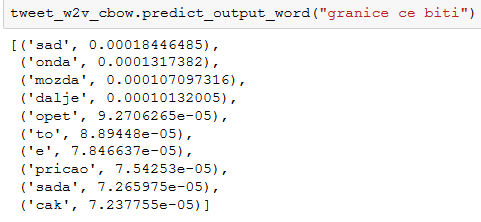 tweet_w2v_cbow.predict_output_word("granice ce biti")
[('sad', 0.00018446485),
('onda', 0.0001317382),
('mozda', 0.000107097316),
('dalje', 0.00010132005),
('opet', 9.2706265e-05),
('to', 8.89448e-05),
('e', 7.846637e-05),
('pricao', 7.54253e-05),
('sada', 7.265975e-05),
('cak', 7.237755e-05)]